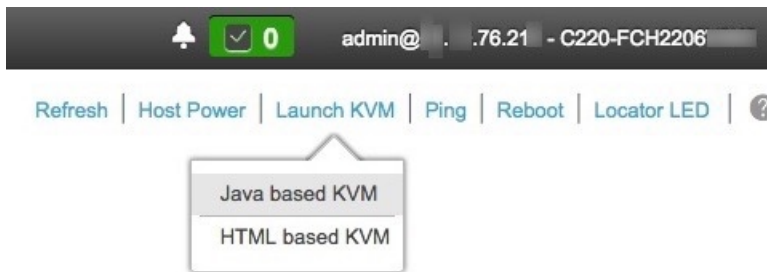 0 admin@ . .76.21 - C220-FCH2206
Refresh | Host Power | Launch KVM | Ping | Reboot | Locator LED | ?
Java based KVM
HTML based KVM